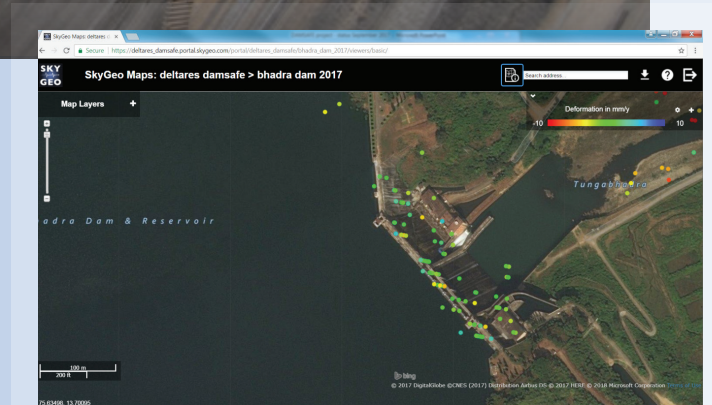 SkyGeo Maps: deltares d
Secure https://deltares_damsafe.portal.skygeo.com/portal/deltares_damsafe/bhadra_dam_2017/viewers/basic/
SKY
GEO
SkyGeo Maps: deltares damsafe > bhadra dam 2017
Search address...
Map Layers +
Deformation in mm/y
-10 10
Tungabhadra
adra Dam & Reservoir
100 m
200 ft
bing
© 2017 DigitalGlobe ©CNES (2017) Distribution Airbus DS © 2017 HERE © 2018 Microsoft Corporation
75.63498, 13.70095